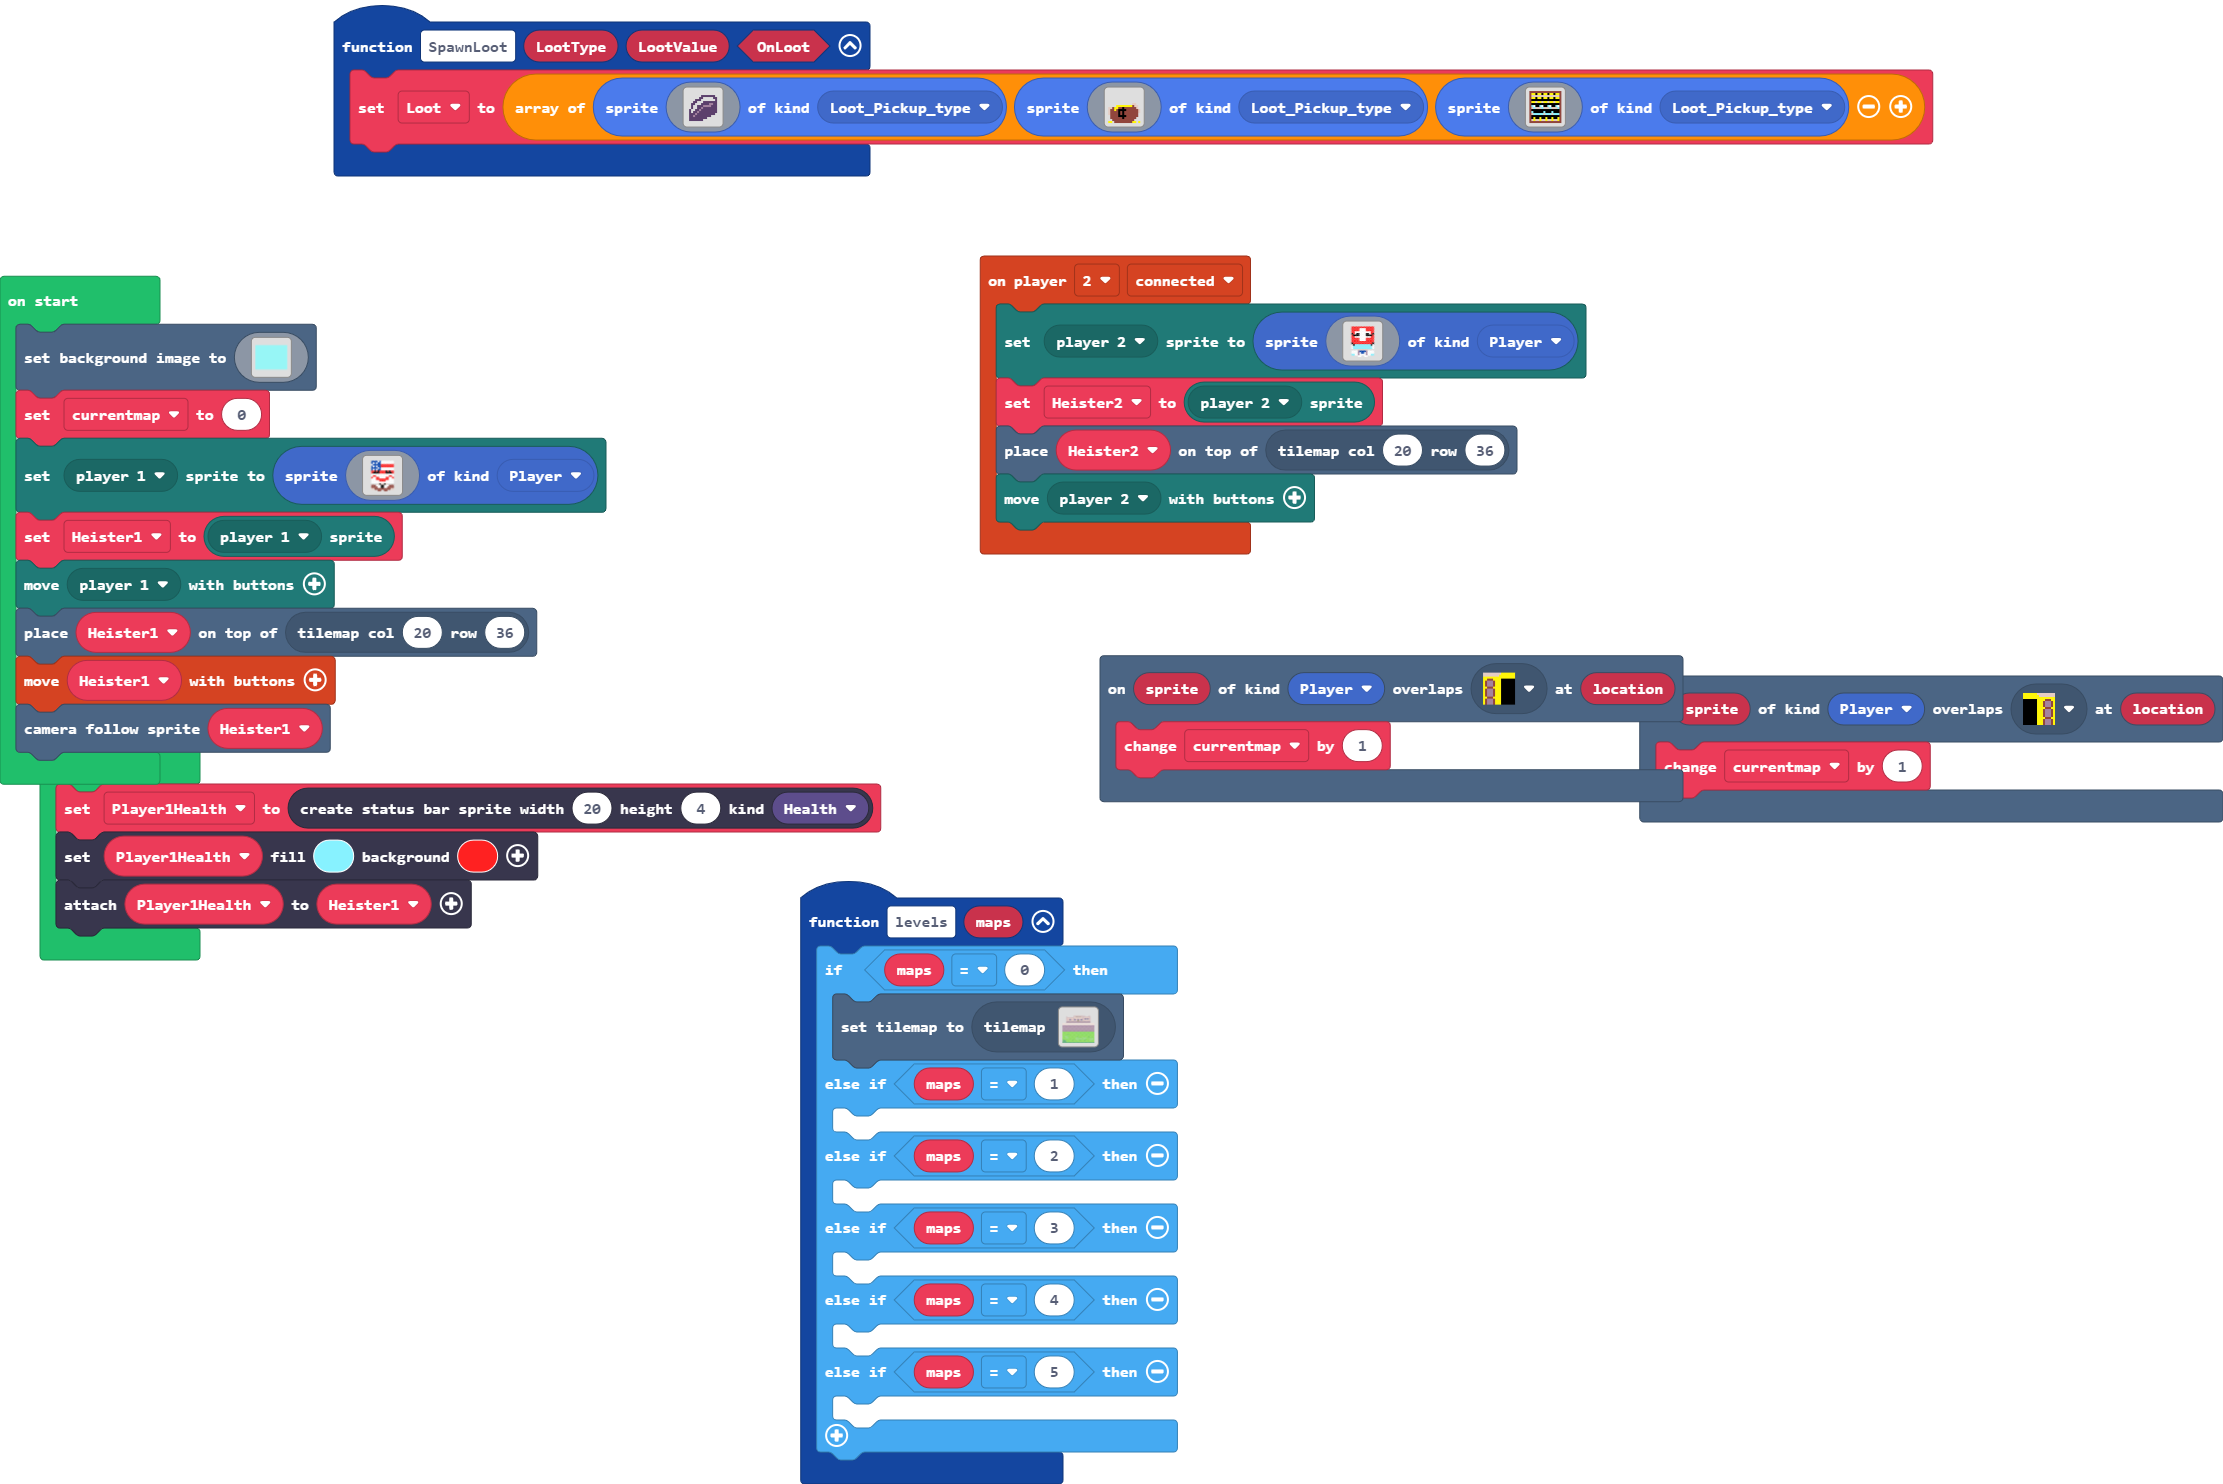 function SpawnLoot LootType LootValue OnLoot
set Loot to array of sprite of kind Loot_Pickup_type sprite of kind Loot_Pickup_type sprite of kind Loot_Pickup_type
on start
set background image to
set currentmap to 0
set player 1 sprite to sprite of kind Player
set Heister1 to player 1 sprite
move player 1 with buttons
place Heister1 on top of tilemap col 20 row 36
move Heister1 with buttons
camera follow sprite Heister1
set Player1Health to create status bar sprite width 20 height 4 kind Health
set Player1Health fill background
attach Player1Health to Heister1
on player 2 connected
set player 2 sprite to sprite of kind Player
set Heister2 to player 2 sprite
place Heister2 on top of tilemap col 20 row 36
move player 2 with buttons
on sprite of kind Player overlaps at location
change currentmap by 1
sprite of kind Player overlaps at location
change currentmap by 1
function levels maps
if maps = 0 then
set tilemap to tilemap
else if maps = 1 then
else if maps = 2 then
else if maps = 3 then
else if maps = 4 then
else if maps = 5 then